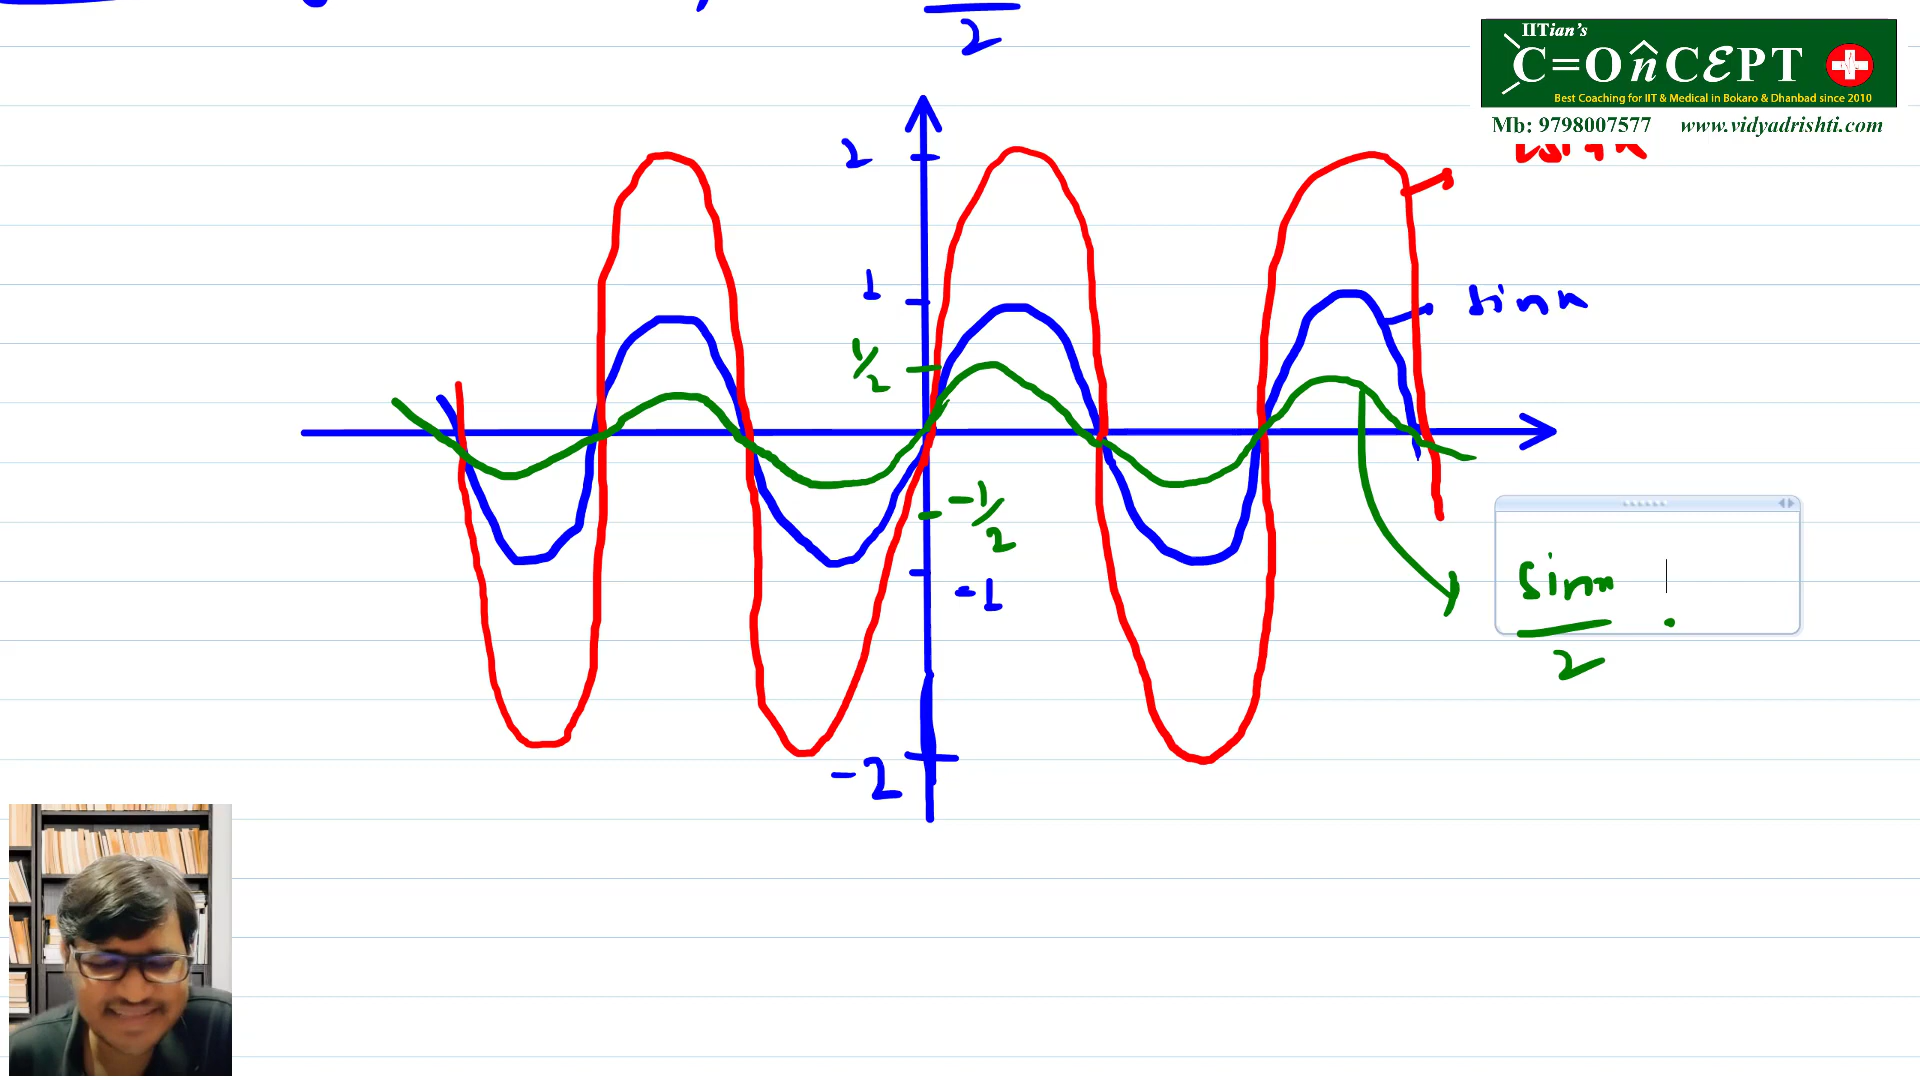 2
IITian's
C=OnCEPT
Best Coaching for IIT & Medical in Bokaro & Dhanbad since 2010
Mb: 9798007577 www.vidyadrishti.com
2
1
sinx
1/2
-1/2
-1
sinx
2
-2